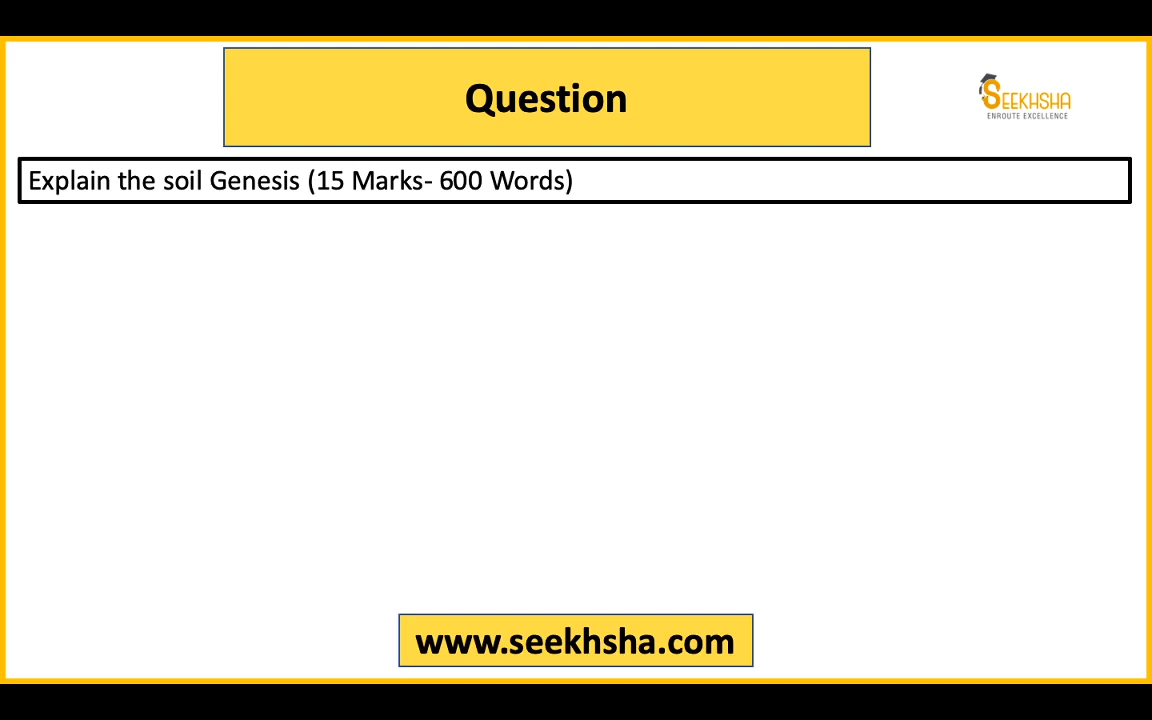 Question
SEEKHSHA
ENROUTE EXCELLENCE
Explain the soil Genesis (15 Marks- 600 Words)
www.seekhsha.com